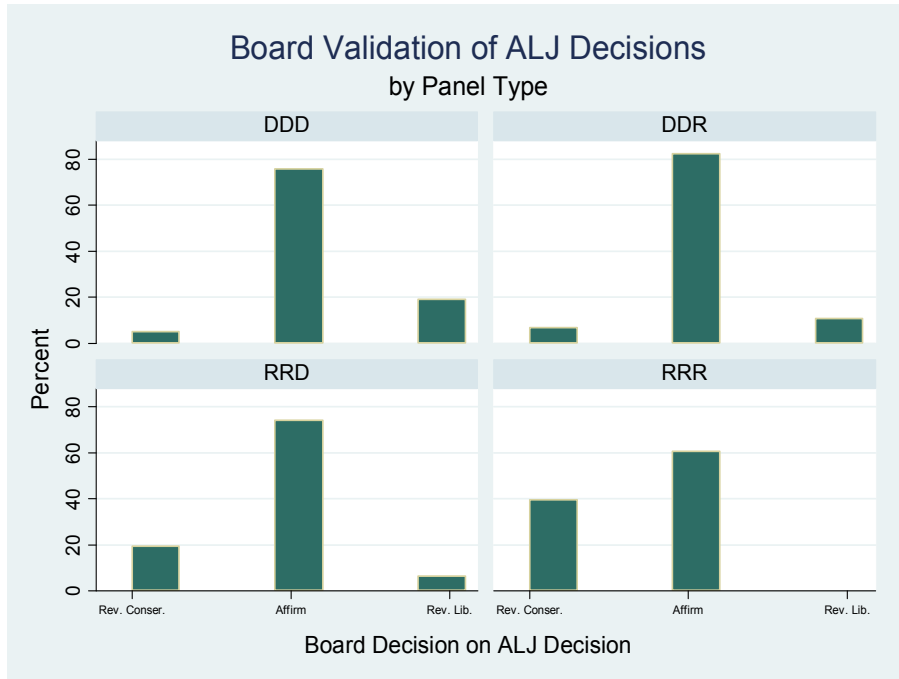 Board Validation of ALJ Decisions
by Panel Type
DDD
DDR
80
60
40
20
0
Percent
RRD
RRR
80
60
40
20
0
Rev. Conser.
Affirm
Rev. Lib.
Rev. Conser.
Affirm
Rev. Lib.
Board Decision on ALJ Decision